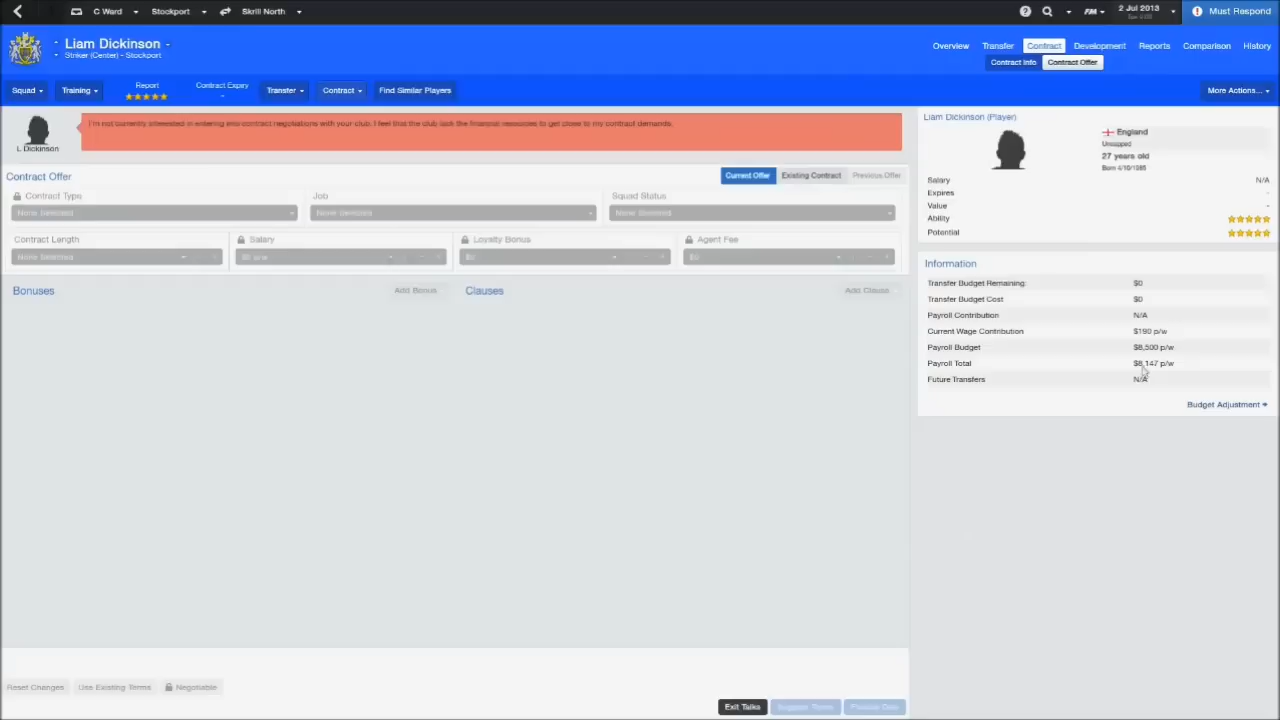 C Ward
Stockport
Skrill North
FM
2 Jul 2013
Must Respond
Liam Dickinson
Striker (Center) - Stockport
Overview
Transfer
Contract
Development
Reports
Comparison
History
Contract Info
Contract Offer
Squad
Training
Report
Contract Expiry
-
Transfer
Contract
Find Similar Players
More Actions...
L Dickinson
I'm not currently interested in entering into contract negotiations with your club. I feel that the club lack the financial resources to get close to my contract demands.
Contract Offer
Current Offer
Existing Contract
Previous Offer
Contract Type
Job
Squad Status
None Selected
None Selected
None Selected
Contract Length
Salary
Loyalty Bonus
Agent Fee
None Selected
$0 p/w
$0
$0
Bonuses
Add Bonus
Clauses
Add Clause
Liam Dickinson (Player)
England
Uncapped
27 years old
Born 4/10/1985
Salary N/A
Expires -
Value -
Ability
Potential
Information
Transfer Budget Remaining: $0
Transfer Budget Cost $0
Payroll Contribution N/A
Current Wage Contribution $190 p/w
Payroll Budget $8,500 p/w
Payroll Total $8,147 p/w
Future Transfers N/A
Budget Adjustment
Reset Changes
Use Existing Terms
Negotiable
Exit Talks
Suggest Terms